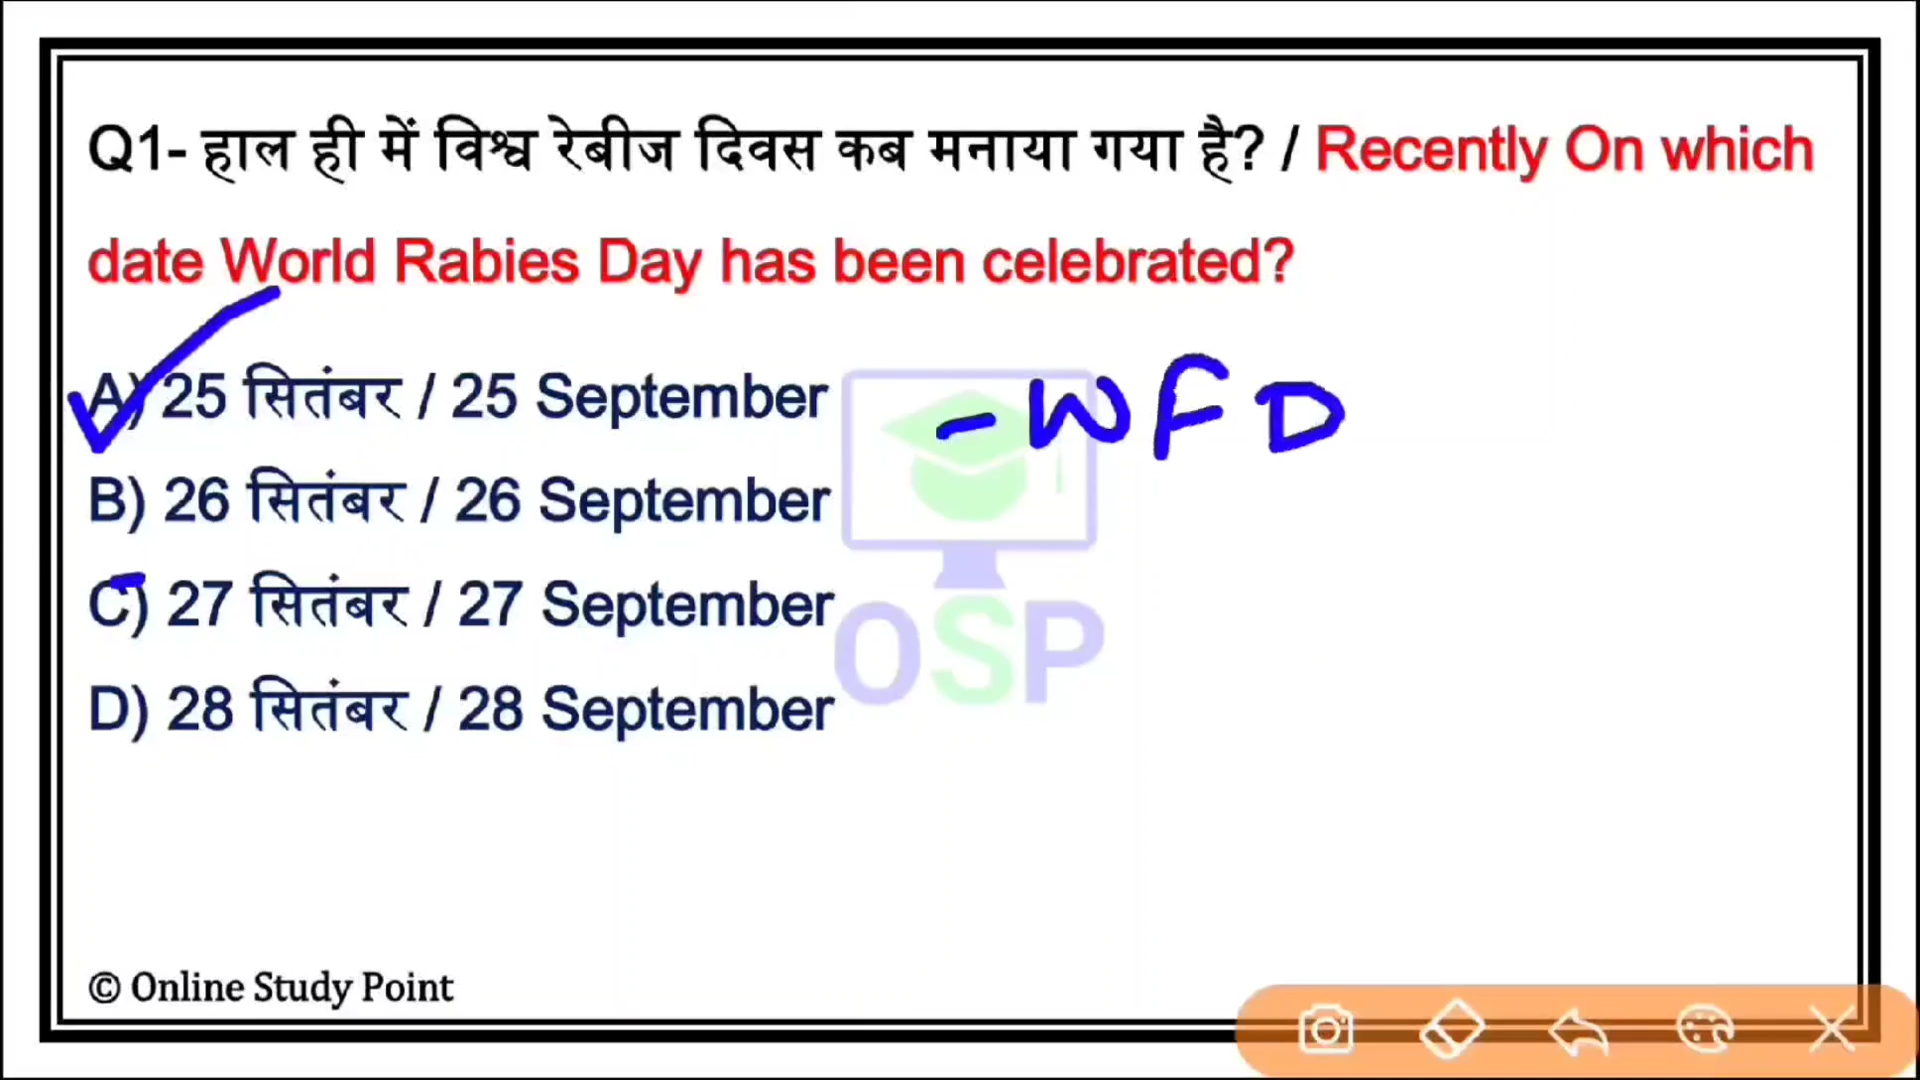 Q1- हाल ही में विश्व रेबीज दिवस कब मनाया गया है? / Recently On which
date World Rabies Day has been celebrated?
A) 25 सितंबर / 25 September - WFD
B) 26 सितंबर / 26 September
C) 27 सितंबर / 27 September
D) 28 सितंबर / 28 September
OSP
© Online Study Point